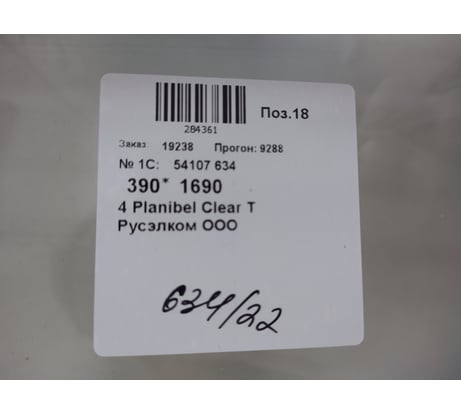 Поз.18
284361
Заказ: 19238 Прогон: 9288
№ 1С: 54107 634
390* 1690
4 Planibel Clear T
Русэлком ООО
634/22